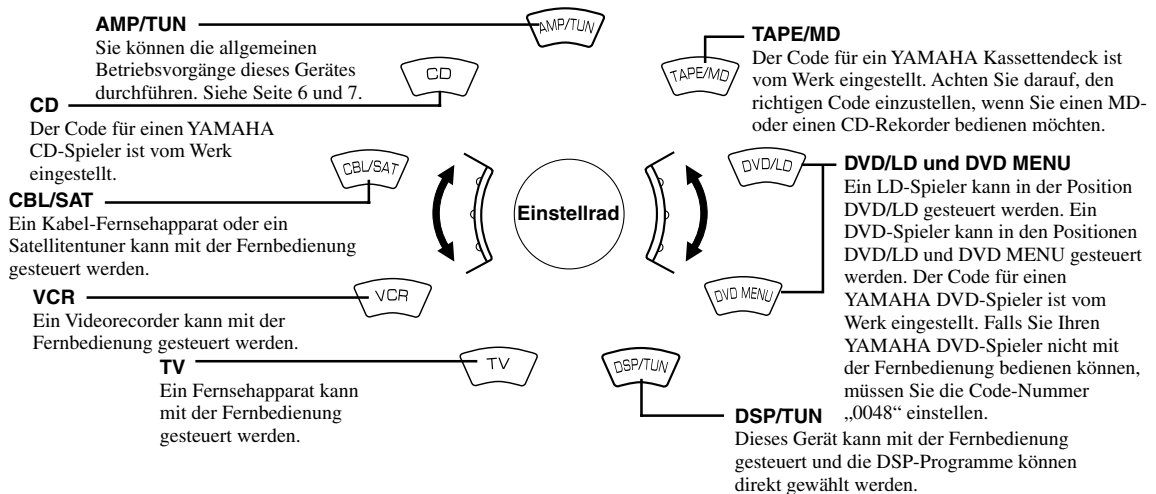 AMP/TUN
Sie können die allgemeinen
Betriebsvorgänge dieses Gerätes
durchführen. Siehe Seite 6 und 7.
CD
Der Code für einen YAMAHA
CD-Spieler ist vom Werk
eingestellt.
CBL/SAT
Ein Kabel-Fernsehapparat oder ein
Satellitentuner kann mit der Fernbedienung
gesteuert werden.
VCR
Ein Videorecorder kann mit der
Fernbedienung gesteuert werden.
TV
Ein Fernsehapparat kann
mit der Fernbedienung
gesteuert werden.
AMP/TUN
CD
CBL/SAT
VCR
TV
Einstellrad
TAPE/MD
DVD/LD
DVD MENU
DSP/TUN
TAPE/MD
Der Code für ein YAMAHA Kassettendeck ist
vom Werk eingestellt. Achten Sie darauf, den
richtigen Code einzustellen, wenn Sie einen MD-
oder einen CD-Rekorder bedienen möchten.
DVD/LD und DVD MENU
Ein LD-Spieler kann in der Position
DVD/LD gesteuert werden. Ein
DVD-Spieler kann in den Positionen
DVD/LD und DVD MENU gesteuert
werden. Der Code für einen
YAMAHA DVD-Spieler ist vom
Werk eingestellt. Falls Sie Ihren
YAMAHA DVD-Spieler nicht mit
der Fernbedienung bedienen können,
müssen Sie die Code-Nummer
„0048“ einstellen.
DSP/TUN
Dieses Gerät kann mit der Fernbedienung
gesteuert und die DSP-Programme können
direkt gewählt werden.